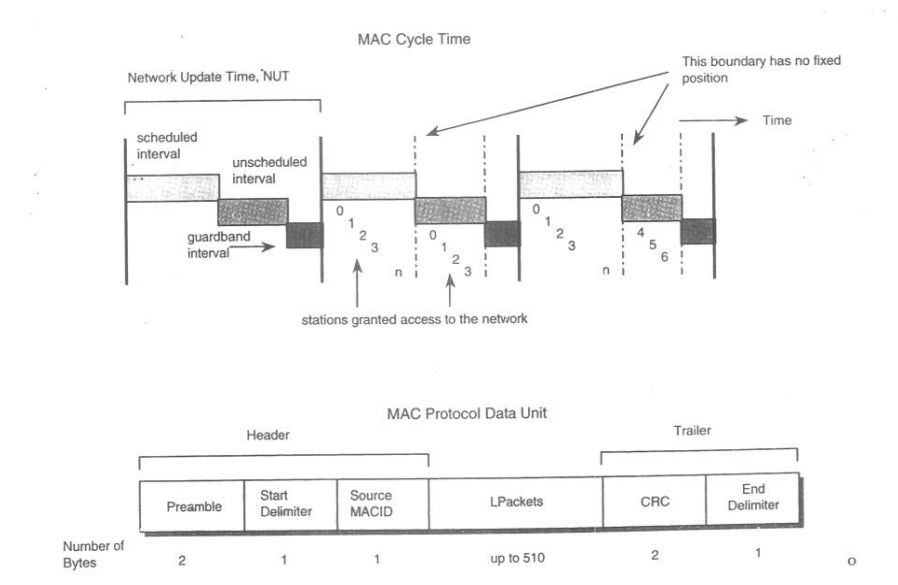 MAC Cycle Time
This boundary has no fixed
position
Network Update Time, NUT
Time
scheduled
interval
unscheduled
interval
guardband
interval
0
1
2
3
n
0
1
2
3
0
1
2
3
n
4
5
6
stations granted access to the network
MAC Protocol Data Unit
Header
Trailer
Preamble
Start
Delimiter
Source
MACID
LPackets
CRC
End
Delimiter
Number of
Bytes
2
1
1
up to 510
2
1
o